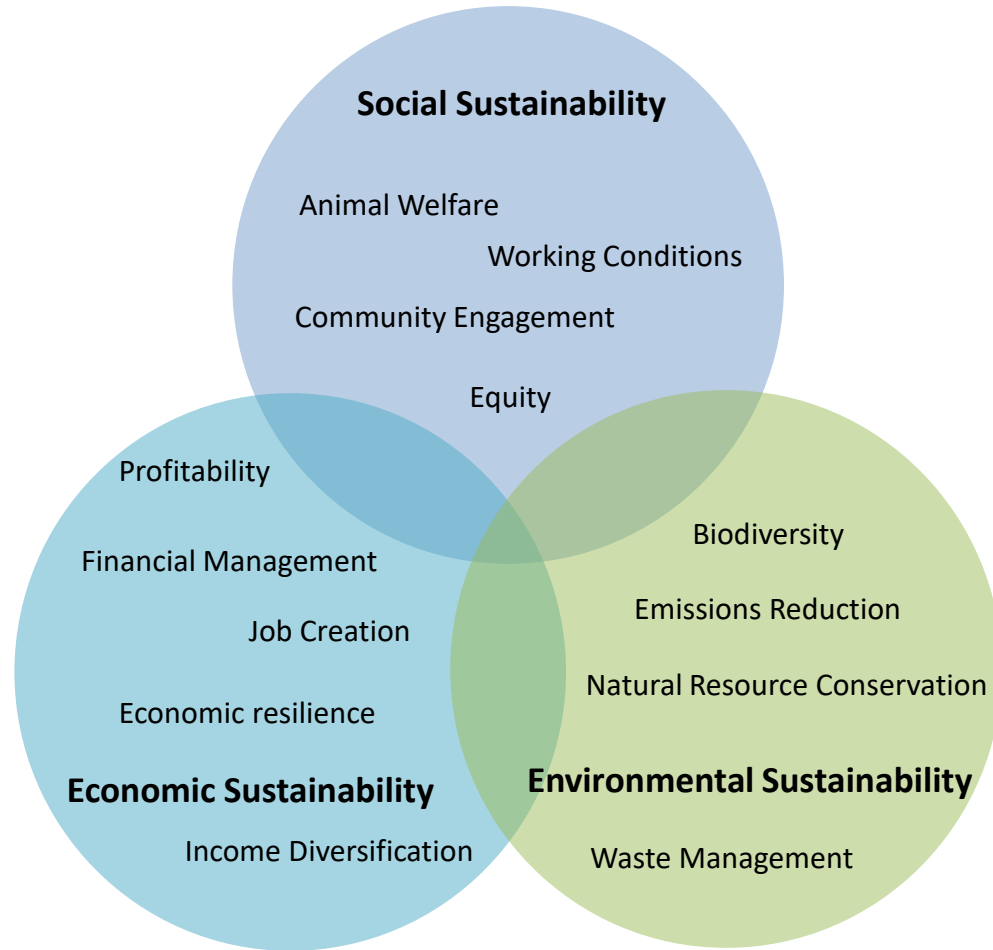 Social Sustainability
Animal Welfare
Working Conditions
Community Engagement
Equity
Profitability
Financial Management
Job Creation
Economic resilience
Economic Sustainability
Income Diversification
Biodiversity
Emissions Reduction
Natural Resource Conservation
Environmental Sustainability
Waste Management